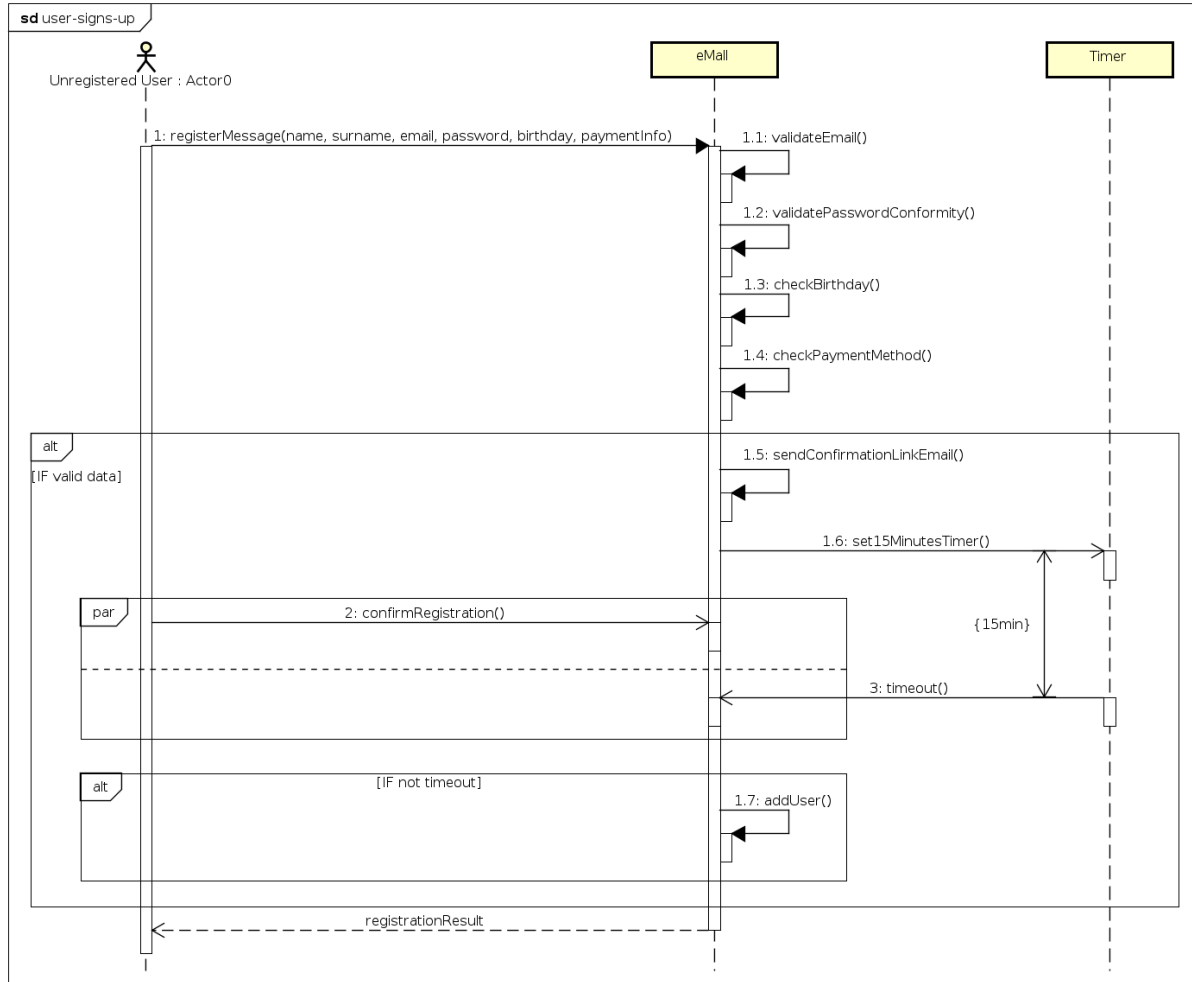 sd user-signs-up
Unregistered User : Actor0
eMall
Timer
1: registerMessage(name, surname, email, password, birthday, paymentInfo)
1.1: validateEmail()
1.2: validatePasswordConformity()
1.3: checkBirthday()
1.4: checkPaymentMethod()
alt
[IF valid data]
1.5: sendConfirmationLinkEmail()
1.6: set15MinutesTimer()
par
2: confirmRegistration()
{15min}
3: timeout()
alt
[IF not timeout]
1.7: addUser()
registrationResult